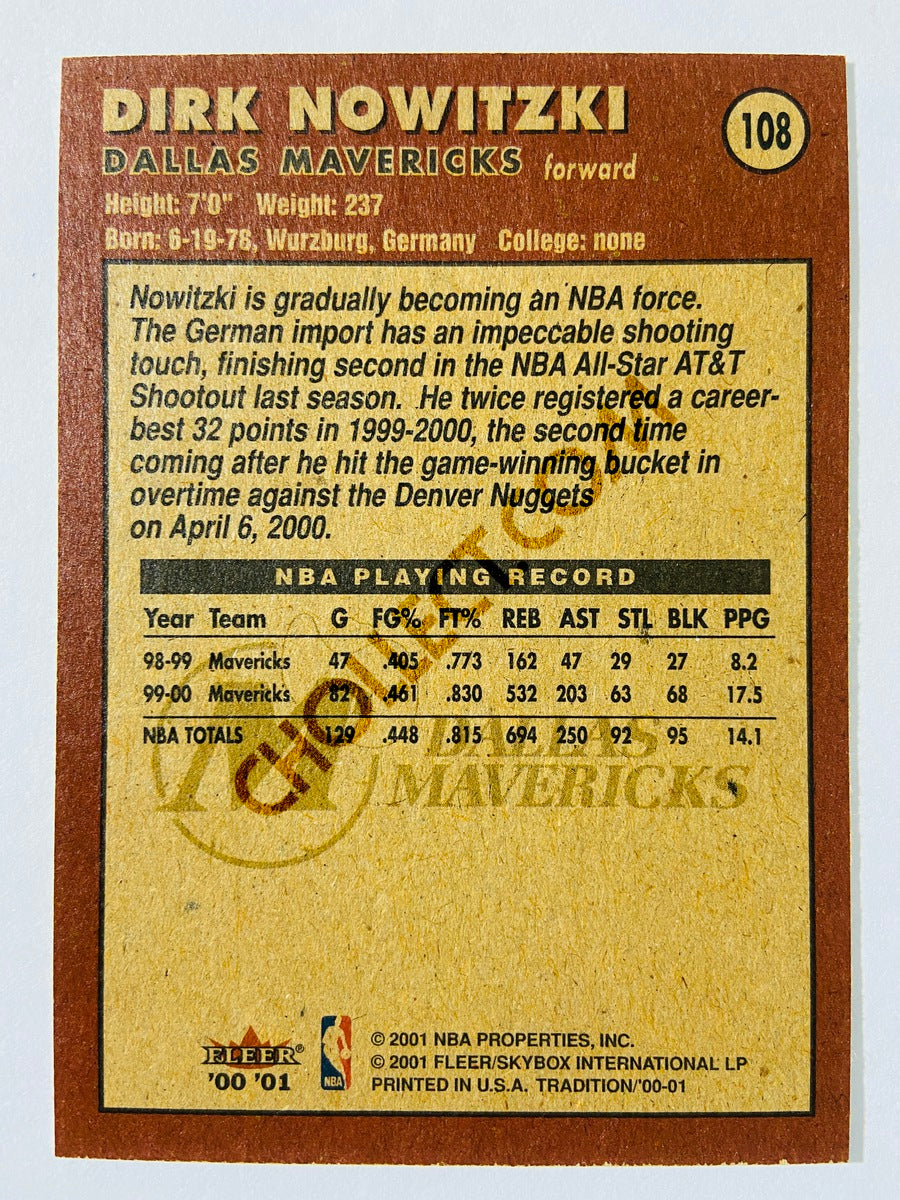 DIRK NOWITZKI
108
DALLAS MAVERICKS forward
Height: 7'0" Weight: 237
Born: 6-19-78, Wurzburg, Germany College: none
Nowitzki is gradually becoming an NBA force.
The German import has an impeccable shooting
touch, finishing second in the NBA All-Star AT&T
Shootout last season. He twice registered a career-
best 32 points in 1999-2000, the second time
coming after he hit the game-winning bucket in
overtime against the Denver Nuggets
on April 6, 2000.
NBA PLAYING RECORD
Year Team G FG% FT% REB AST STL BLK PPG
98-99 Mavericks 47 .405 .773 162 47 29 27 8.2
99-00 Mavericks 82 .461 .830 532 203 63 68 17.5
NBA TOTALS 129 .448 .815 694 250 92 95 14.1
DALLAS
MAVERICKS
CHOLLECT.COM
FLEER®
'00 '01
NBA
© 2001 NBA PROPERTIES, INC.
© 2001 FLEER/SKYBOX INTERNATIONAL LP
PRINTED IN U.S.A. TRADITION/'00-01